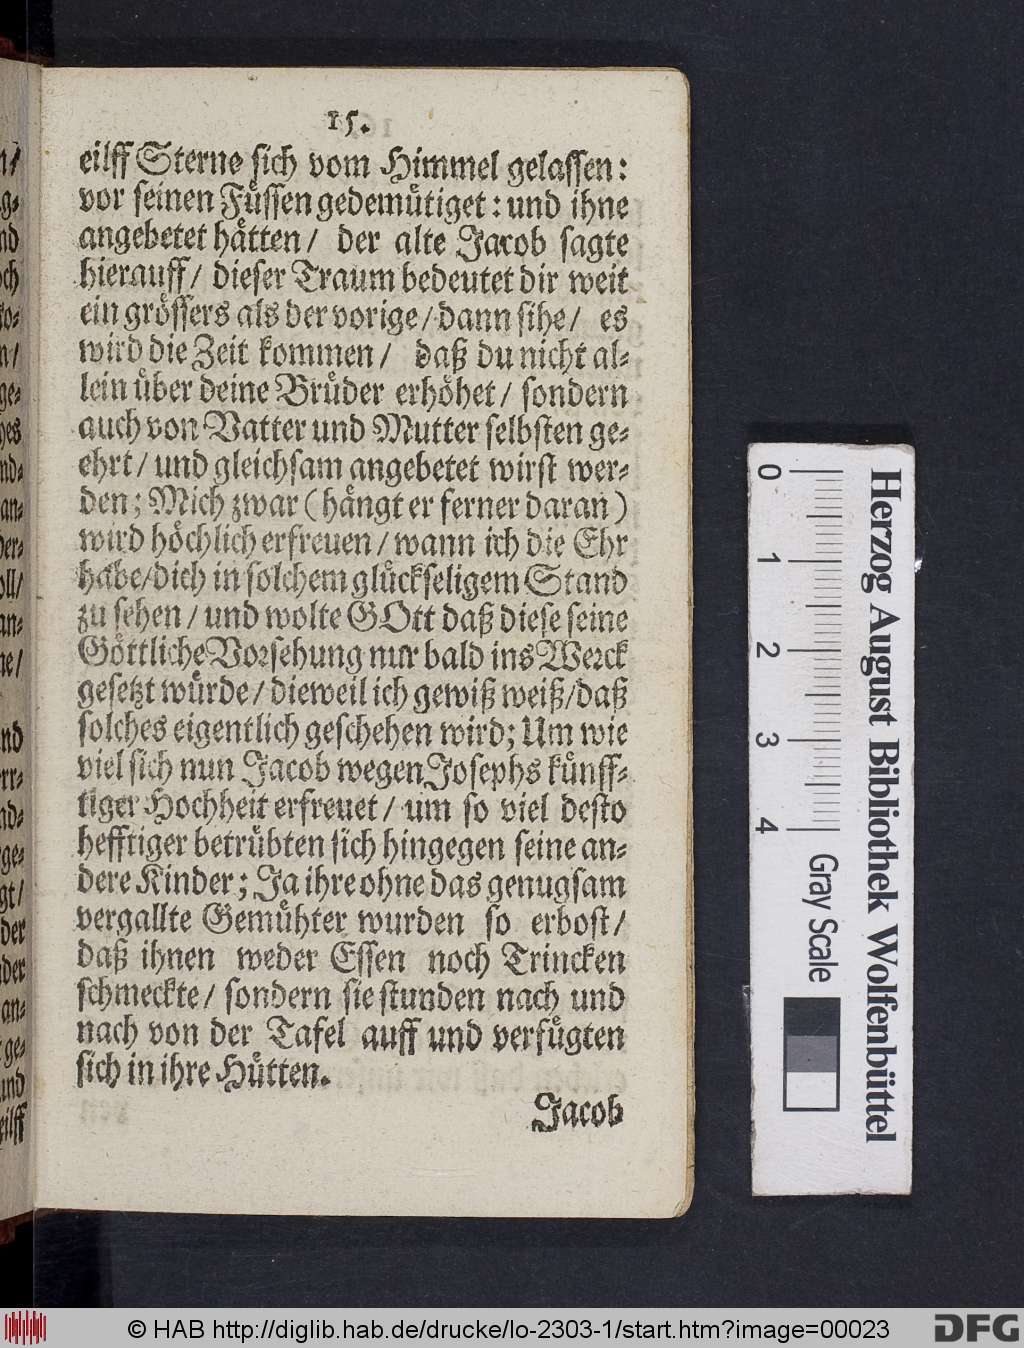 15.
eilff Sterne sich vom Himmel gelassen:
vor seinen Füssen gedemütiget: und ihne
angebetet hätten / der alte Jacob sagte
hierauff / dieser Traum bedeutet dir weit
ein grössers als der vorige / dann sihe / es
wird die Zeit kommen / daß du nicht al-
lein über deine Brüder erhöhet / sondern
auch von Vatter und Mutter selbsten ge-
ehrt / und gleichsam angebetet wirst wer-
den; Mich zwar (hängt er ferner daran)
wird höchlich erfreuen / wann ich die Ehr
habe / dich in solchem glückseligem Stand
zu sehen / und wolte GOtt daß diese seine
Göttliche Vorsehung nur bald ins Werck
gesetzt würde / dieweil ich gewiß weiß / daß
solches eigentlich geschehen wird; Um wie
viel sich nun Jacob wegen Josephs künff-
tiger Hochheit erfreuet / um so viel desto
hefftiger betrübten sich hingegen seine an-
dere Kinder; Ja ihre ohne das genugsam
vergallte Gemühter wurden so erbost /
daß ihnen weder Essen noch Trincken
schmeckte / sondern sie stunden nach und
nach von der Tafel auff und verfügten
sich in ihre Hütten.
Jacob
0 1 2 3 4
Gray Scale
Herzog August Bibliothek Wolfenbüttel
© HAB http://diglib.hab.de/drucke/lo-2303-1/start.htm?image=00023
DFG